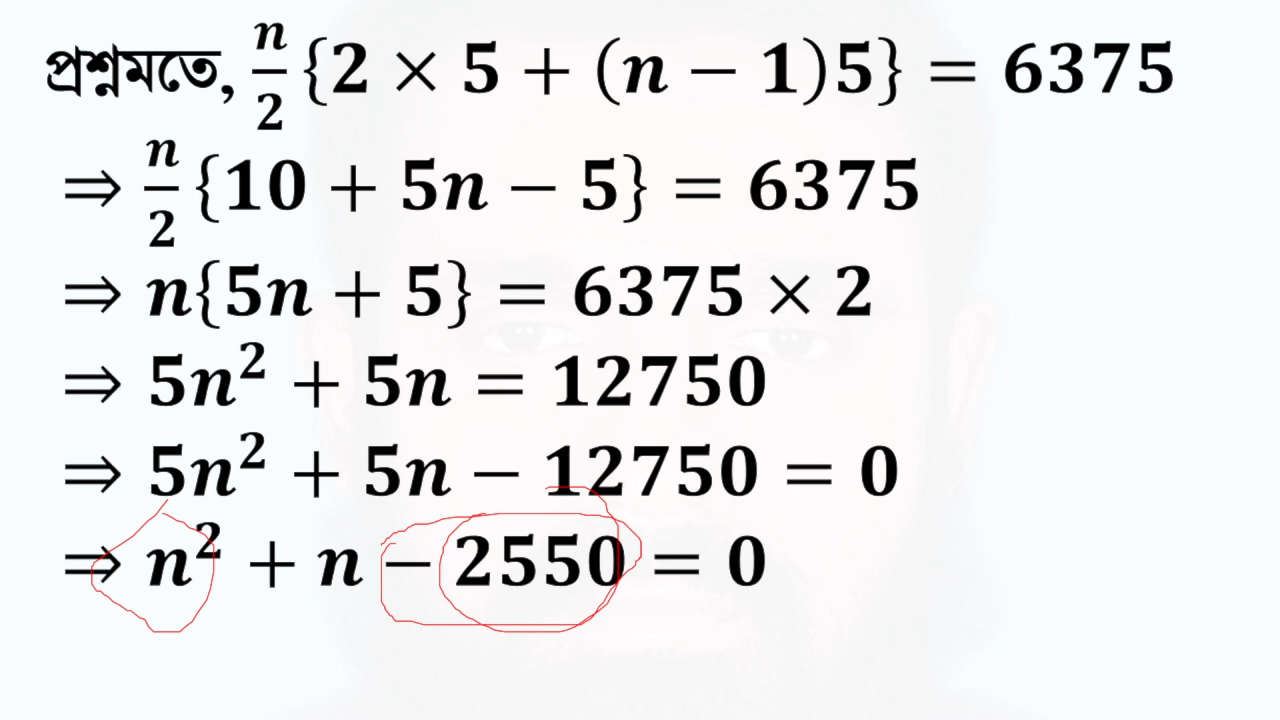 প্রশ্নমতে, n/2 {2 × 5 + (n − 1)5} = 6375
⇒ n/2 {10 + 5n − 5} = 6375
⇒ n{5n + 5} = 6375 × 2
⇒ 5n² + 5n = 12750
⇒ 5n² + 5n − 12750 = 0
⇒ n² + n − 2550 = 0